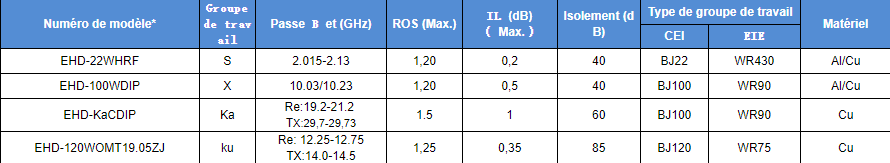 Numéro de modèle* Groupe de trav ail Passe B et (GHz) ROS (Max.) IL (dB) ( Max. ) Isolement (d B) Type de groupe de travail Matériel
CEI EIE
EHD-22WHRF S 2.015-2.13 1,20 0,2 40 BJ22 WR430 Al/Cu
EHD-100WDIP X 10.03/10.23 1,20 0,5 40 BJ100 WR90 Al/Cu
EHD-KaCDIP Ka Re:19.2-21.2 TX:29,7-29,73 1.5 1 60 BJ100 WR90 Cu
EHD-120WOMT19.05ZJ ku Re: 12.25-12.75 TX:14.0-14.5 1,25 0,35 85 BJ120 WR75 Cu